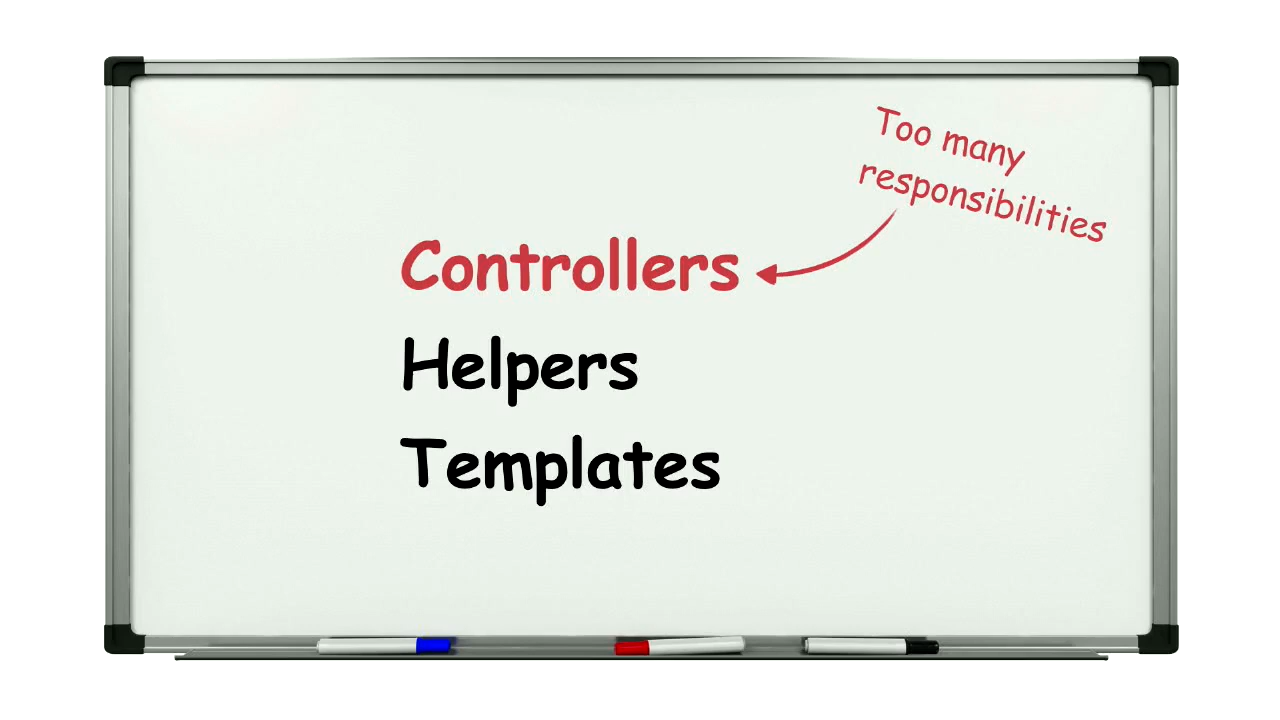 Too many
responsibilities
Controllers
Helpers
Templates